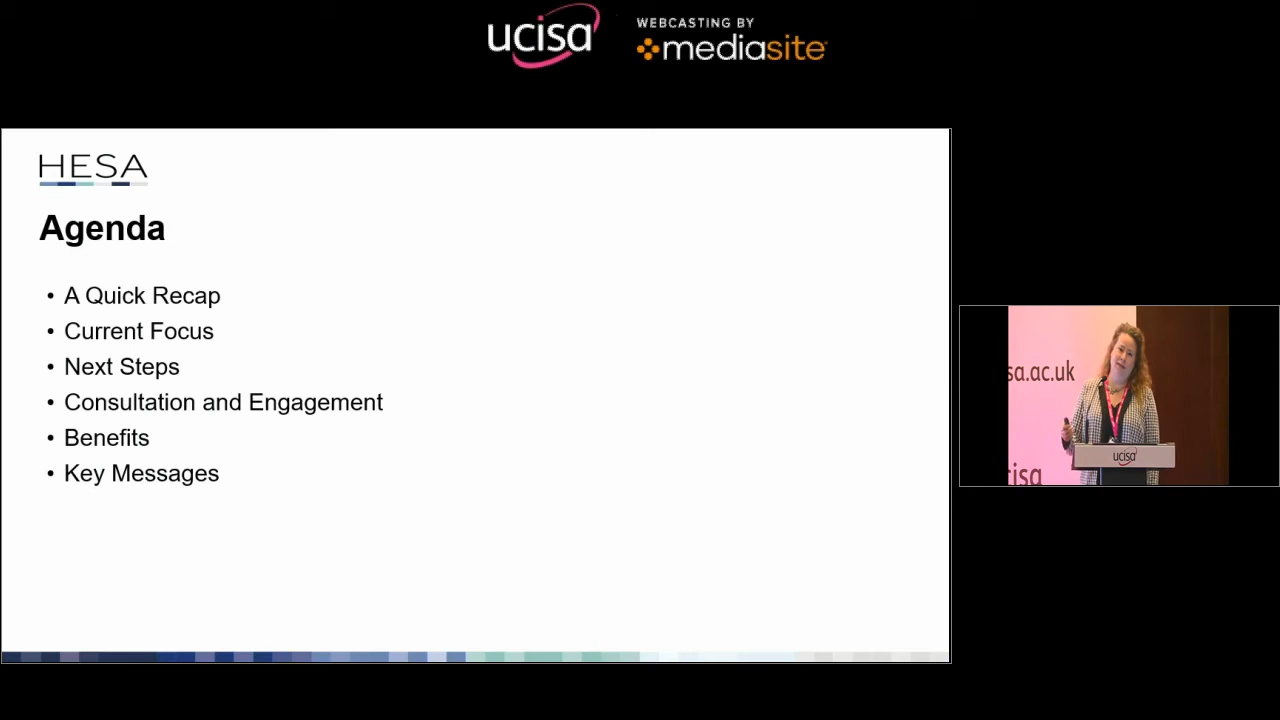 ucisa
WEBCASTING BY
mediasite
HESA
Agenda
• A Quick Recap
• Current Focus
• Next Steps
• Consultation and Engagement
• Benefits
• Key Messages
sa.ac.uk
ucisa
cisa